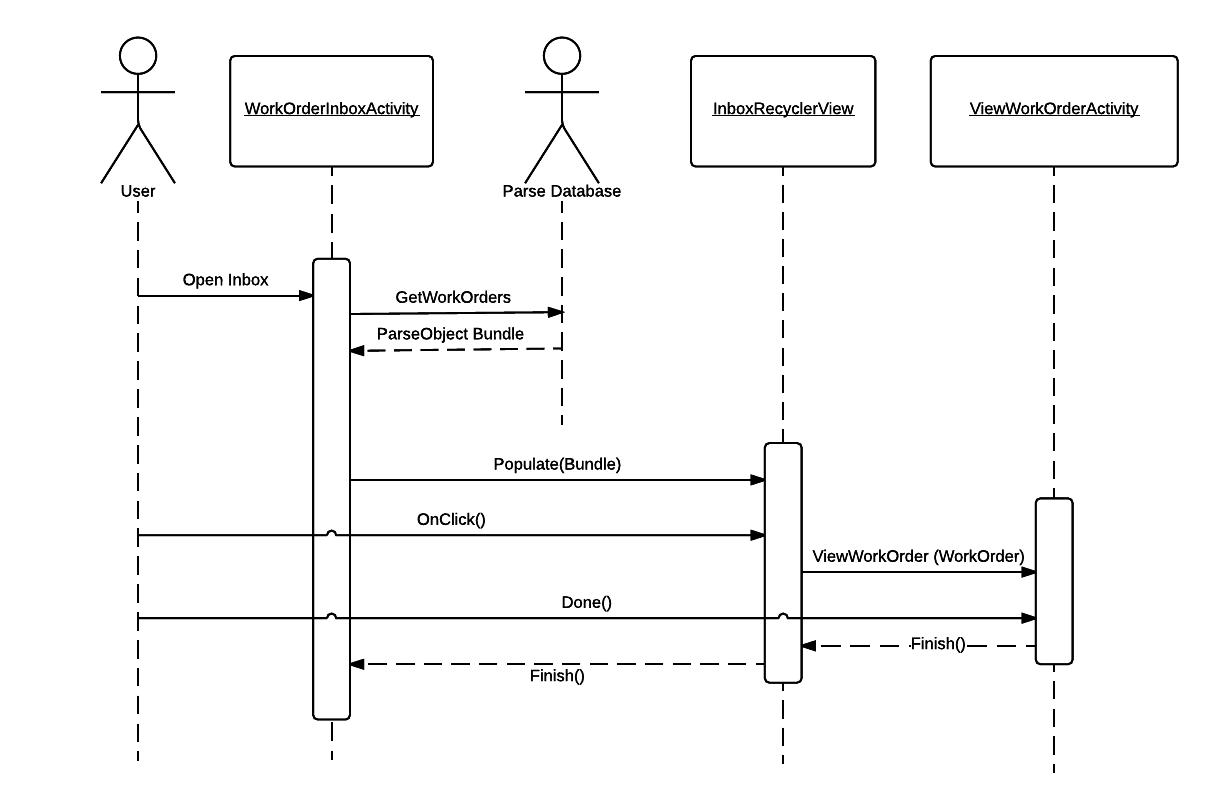 WorkOrderInboxActivity
InboxRecyclerView
ViewWorkOrderActivity
User
Parse Database
Open Inbox
GetWorkOrders
ParseObject Bundle
Populate(Bundle)
OnClick()
ViewWorkOrder (WorkOrder)
Done()
Finish()
Finish()